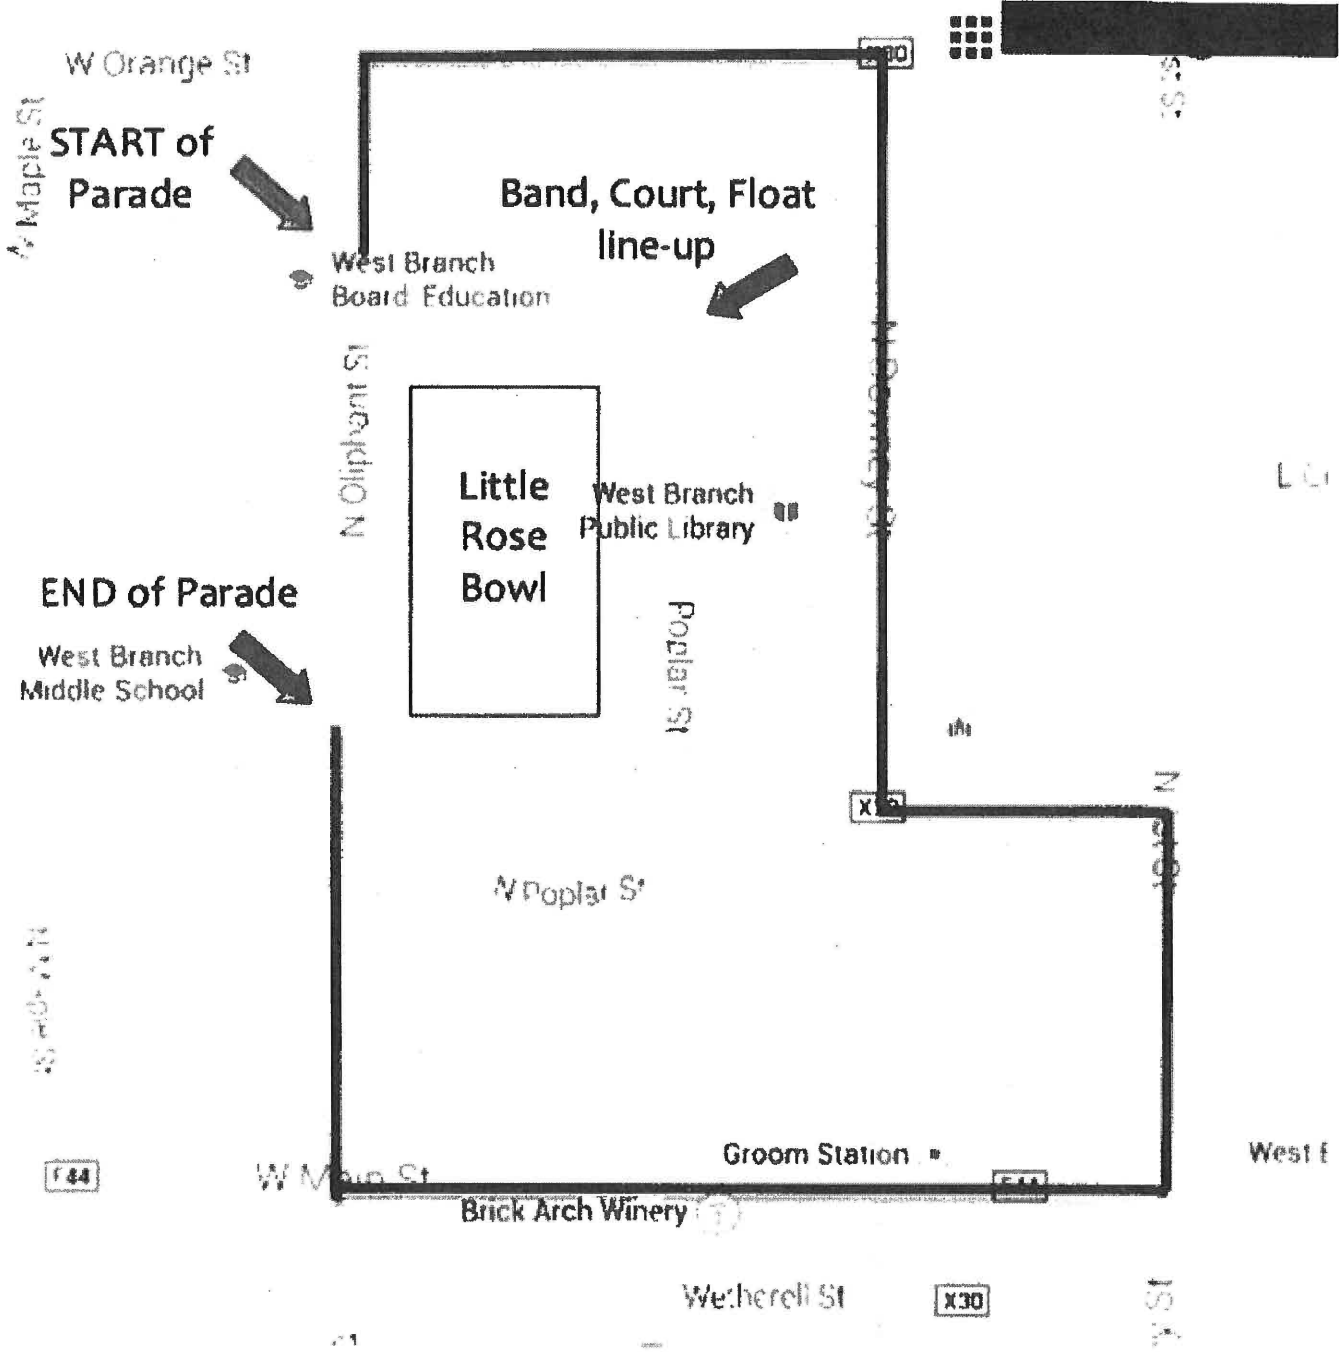 W Orange St
START of
Parade
Band, Court, Float
line-up
West Branch
Board Education
N Oliphant St
Little
Rose
Bowl
West Branch
Public Library
END of Parade
West Branch
Middle School
Poplar St
N
W Poplar St
Groom Station
West
F44
W Main St
Brick Arch Winery
Wetherell St
X30
St